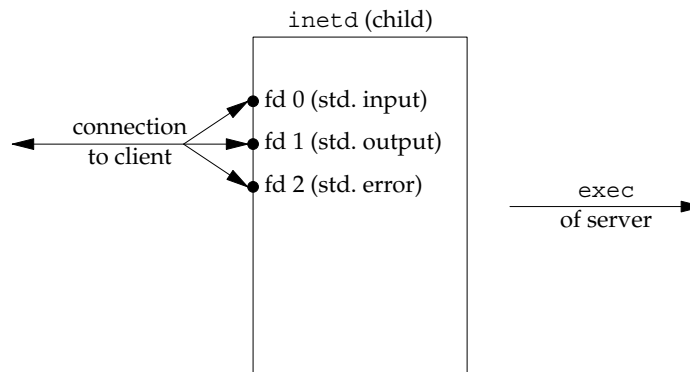 inetd (child)
fd 0 (std. input)
connection
to client
fd 1 (std. output)
fd 2 (std. error)
exec
of server